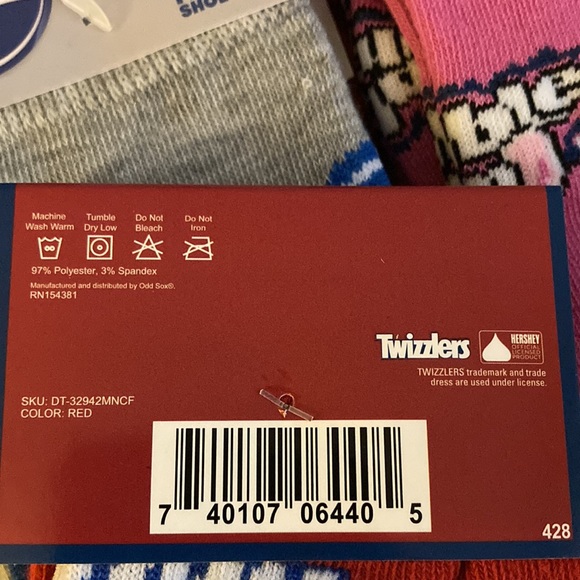 SHOE
Machine Wash Warm
Tumble Dry Low
Do Not Bleach
Do Not Iron
97% Polyester, 3% Spandex
Manufactured and distributed by Odd Sox®.
RN154381
Twizzlers
HERSHEY
OFFICIAL
LICENSED
PRODUCT
TWIZZLERS trademark and trade
dress are used under license.
SKU: DT-32942MNCF
COLOR: RED
7 40107 06440 5
428